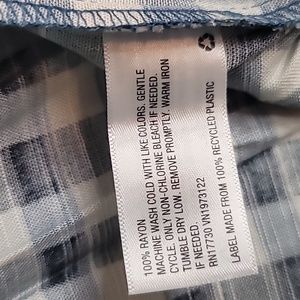 100% RAYON
MACHINE WASH COLD WITH LIKE COLORS. GENTLE
CYCLE. ONLY NON-CHLORINE BLEACH IF NEEDED.
TUMBLE DRY LOW. REMOVE PROMPTLY. WARM IRON
IF NEEDED.
RN17730 VN1973122
LABEL MADE FROM 100% RECYCLED PLASTIC